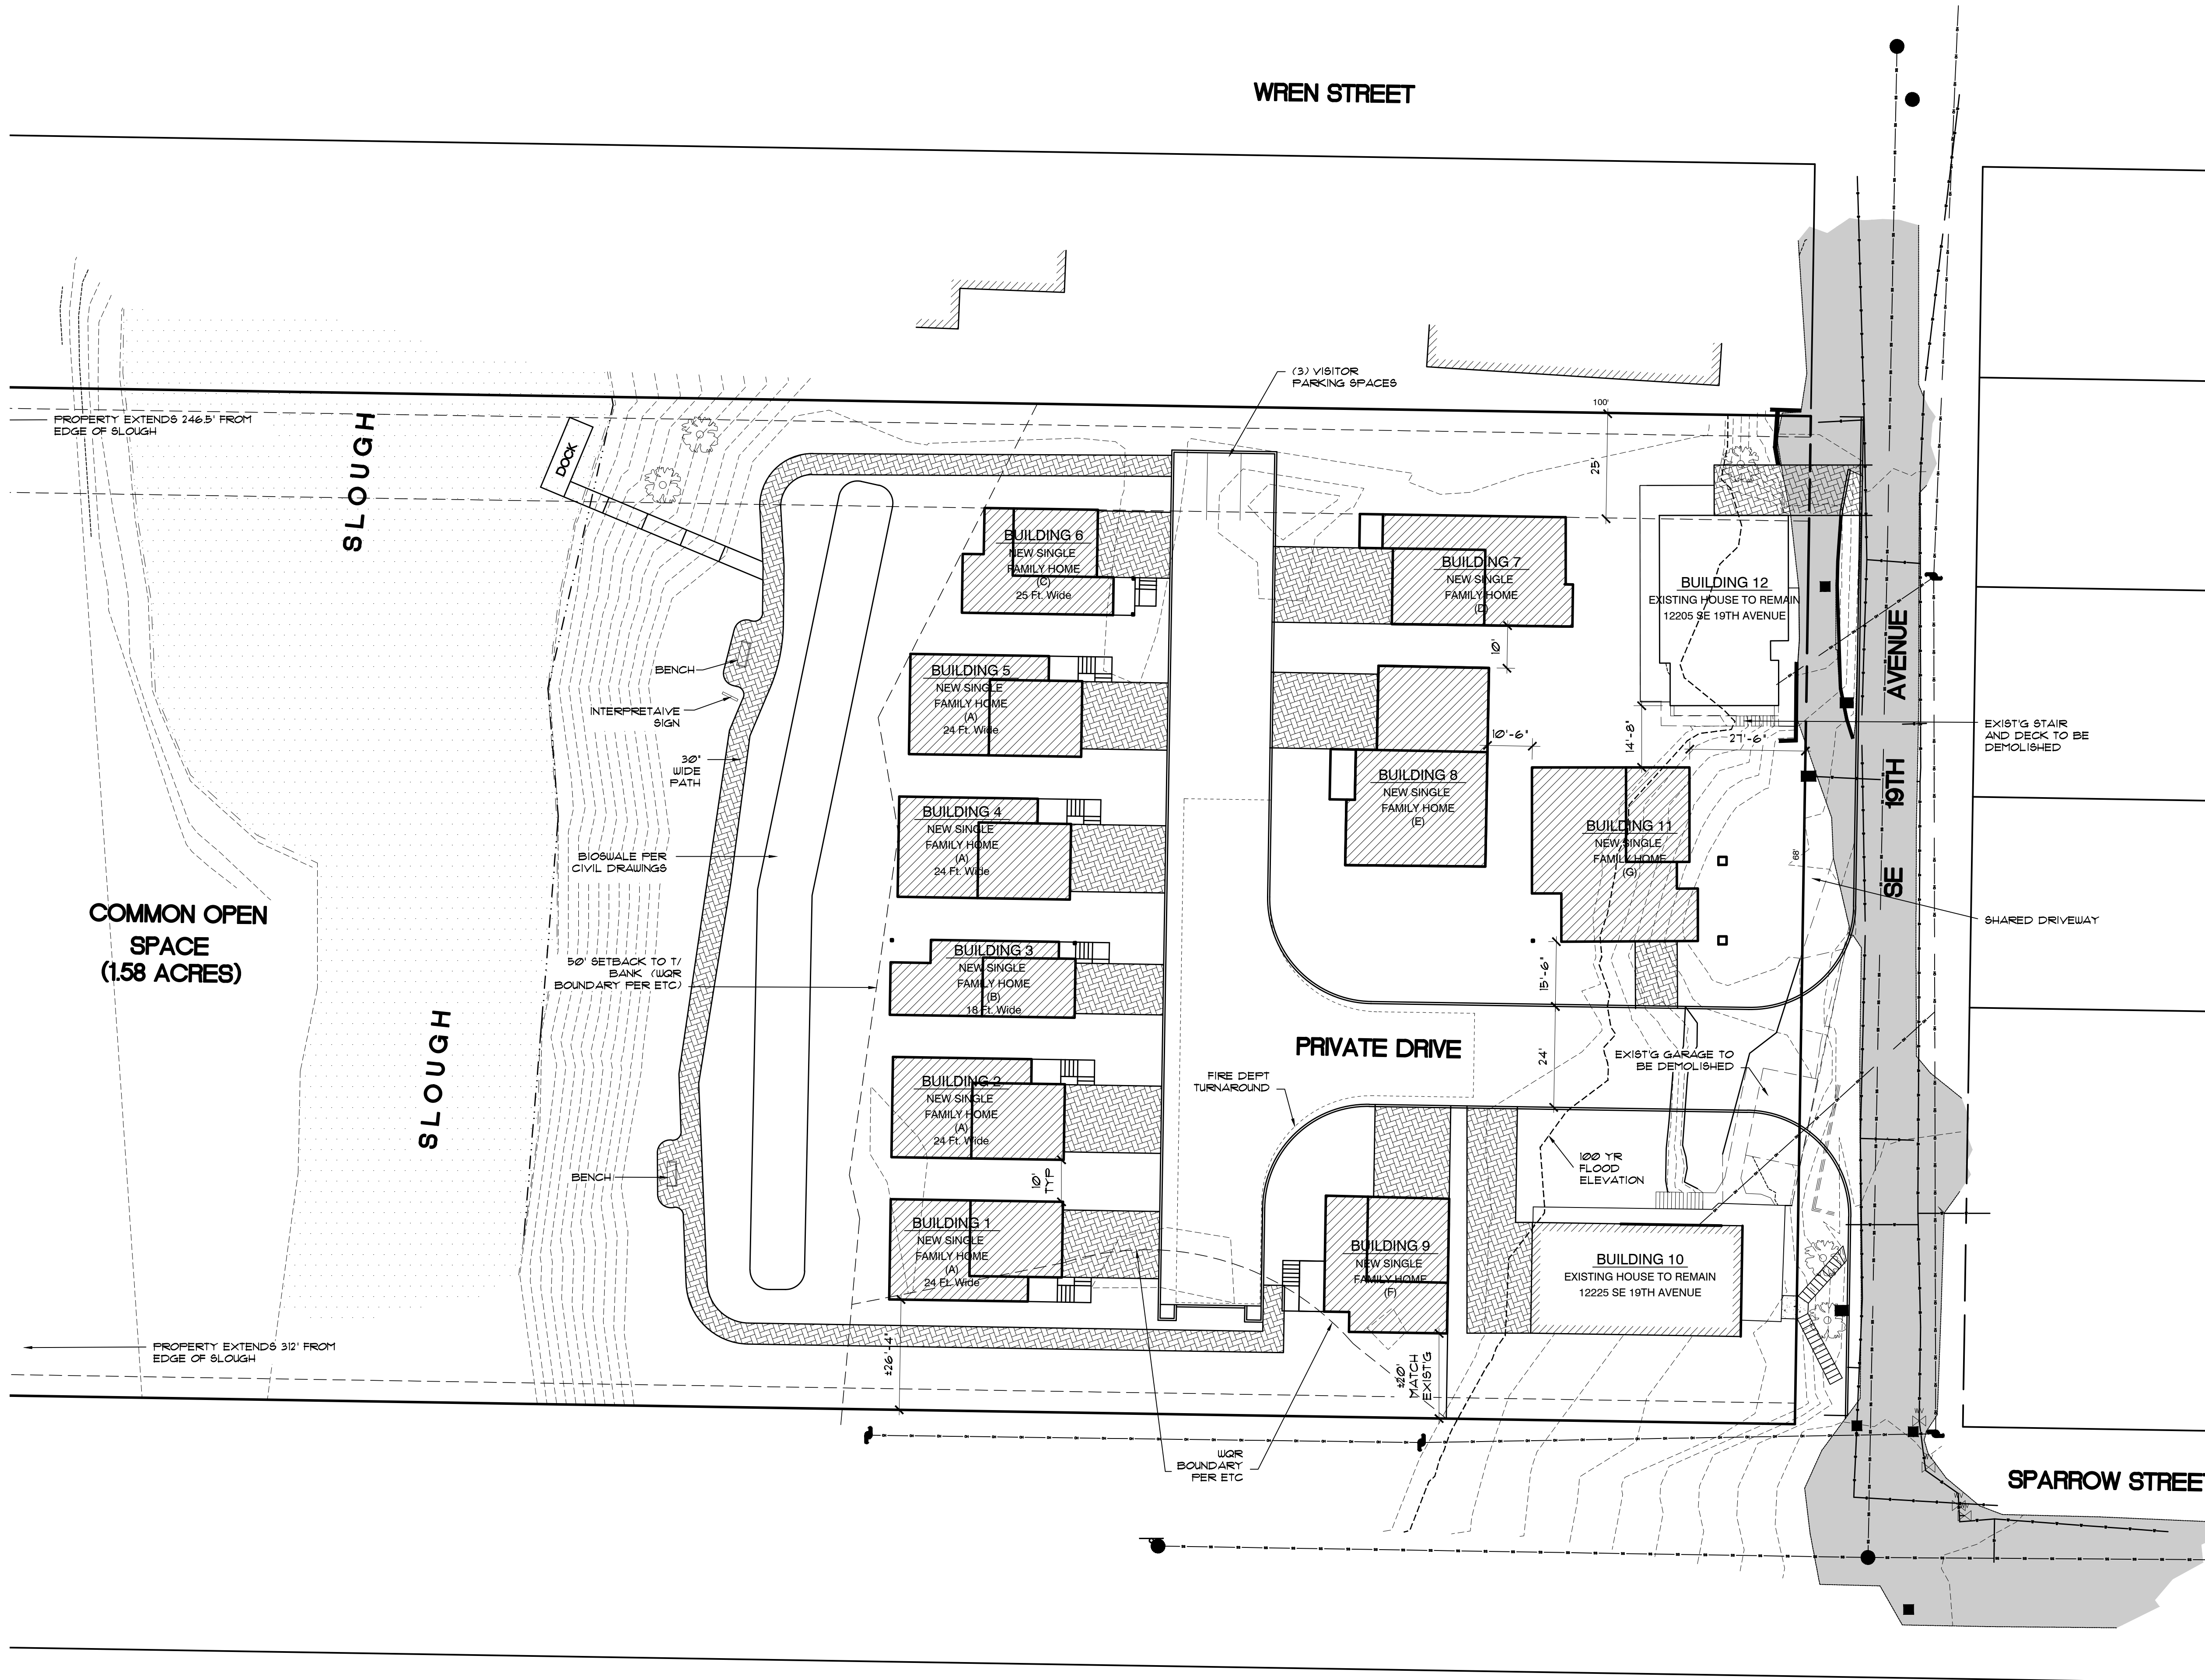 WREN STREET
(3) VISITOR
PARKING SPACES
PROPERTY EXTENDS 246.5' FROM
EDGE OF SLOUGH
SLOUGH
DOCK
100'
25'
BUILDING 6
NEW SINGLE
FAMILY HOME
(C)
25 Ft. Wide
BUILDING 7
NEW SINGLE
FAMILY HOME
(D)
BUILDING 12
EXISTING HOUSE TO REMAIN
12205 SE 19TH AVENUE
10'
BENCH
INTERPRETAIVE
SIGN
BUILDING 5
NEW SINGLE
FAMILY HOME
(A)
24 Ft. Wide
30"
WIDE
PATH
10'-6"
14'-8"
27'-6"
EXIST'G STAIR
AND DECK TO BE
DEMOLISHED
SE 19TH AVENUE
BUILDING 8
NEW SINGLE
FAMILY HOME
(E)
BUILDING 4
NEW SINGLE
FAMILY HOME
(A)
24 Ft. Wide
BUILDING 11
NEW SINGLE
FAMILY HOME
(G)
68'
BIOSWALE PER
CIVIL DRAWINGS
COMMON OPEN
SPACE
(1.58 ACRES)
SHARED DRIVEWAY
BUILDING 3
NEW SINGLE
FAMILY HOME
(B)
18 Ft. Wide
50' SETBACK TO T/
BANK (WQR
BOUNDARY PER ETC)
15'-6"
SLOUGH
PRIVATE DRIVE
24'
EXIST'G GARAGE TO
BE DEMOLISHED
FIRE DEPT
TURNAROUND
BUILDING 2
NEW SINGLE
FAMILY HOME
(A)
24 Ft. Wide
10'
TYP
BENCH
100 YR
FLOOD
ELEVATION
BUILDING 1
NEW SINGLE
FAMILY HOME
(A)
24 Ft. Wide
BUILDING 9
NEW SINGLE
FAMILY HOME
(F)
BUILDING 10
EXISTING HOUSE TO REMAIN
12225 SE 19TH AVENUE
PROPERTY EXTENDS 312' FROM
EDGE OF SLOUGH
±26'-4"
±20'
MATCH
EXIST'G
WQR
BOUNDARY
PER ETC
SPARROW STREET